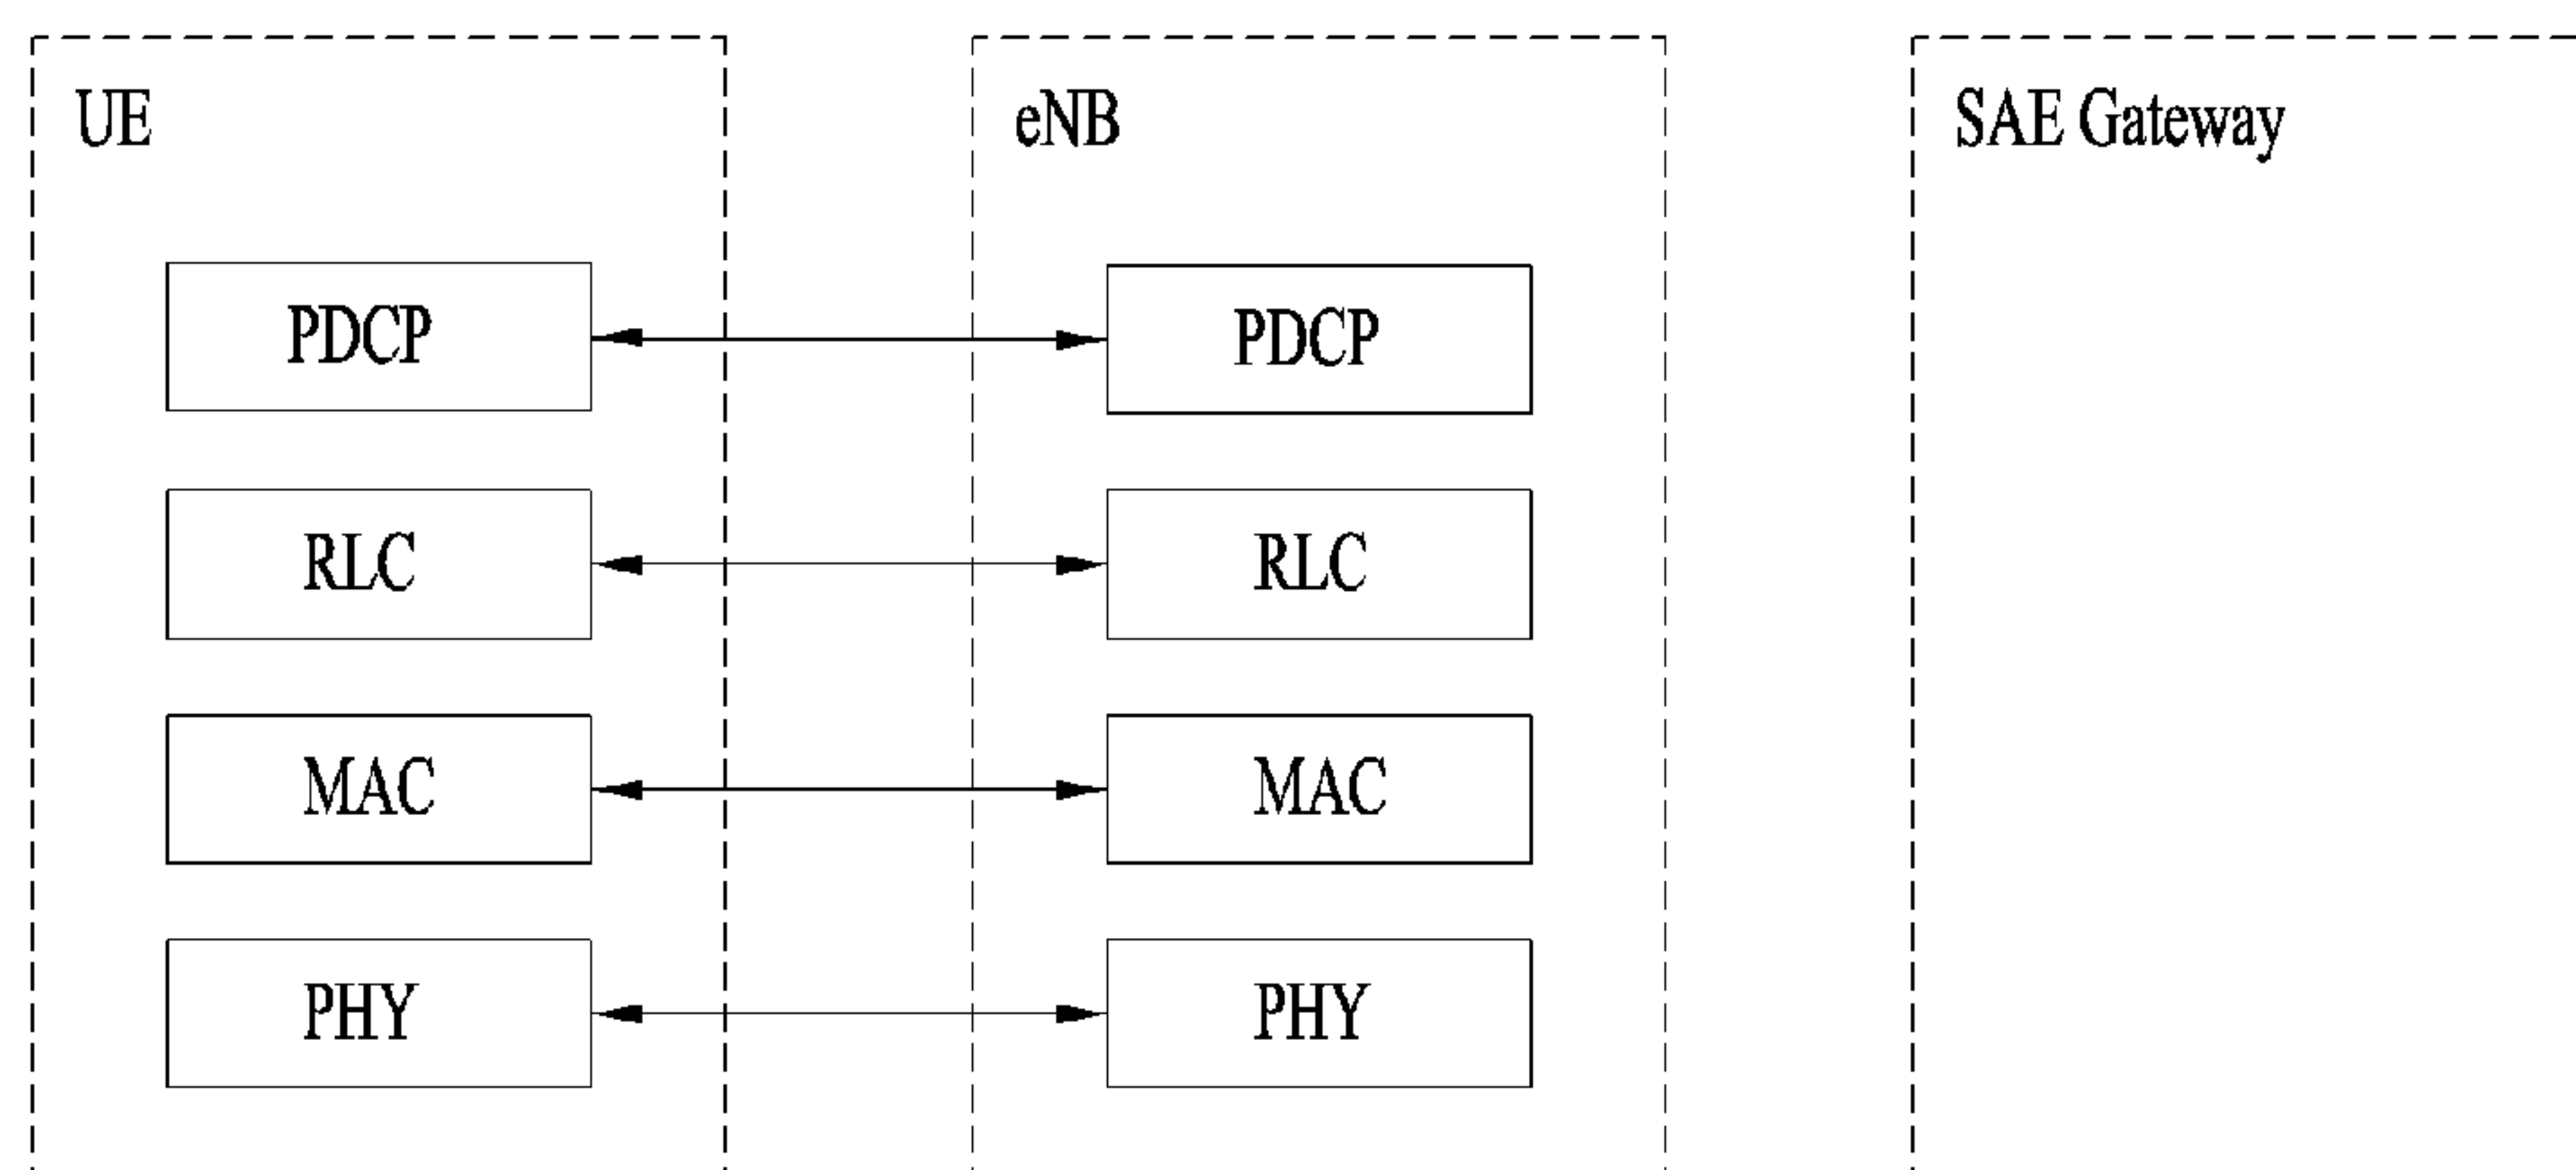 UE
eNB
SAE Gateway
PDCP
PDCP
RLC
RLC
MAC
MAC
PHY
PHY